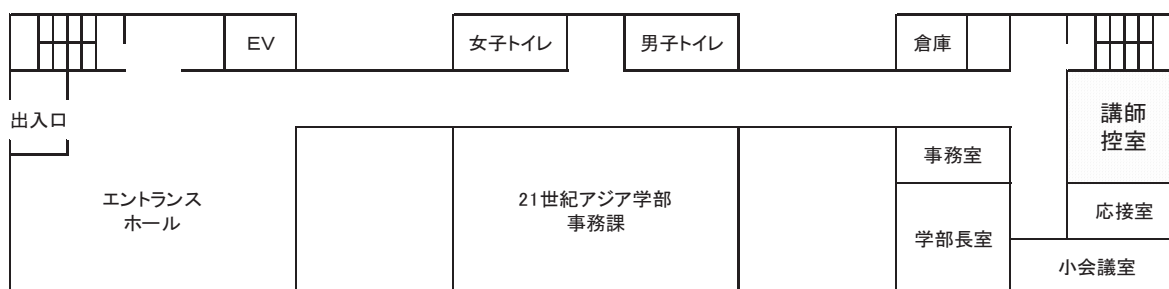 EV
女子トイレ
男子トイレ
倉庫
出入口
講師
控室
事務室
エントランス
ホール
21世紀アジア学部
事務課
応接室
学部長室
小会議室